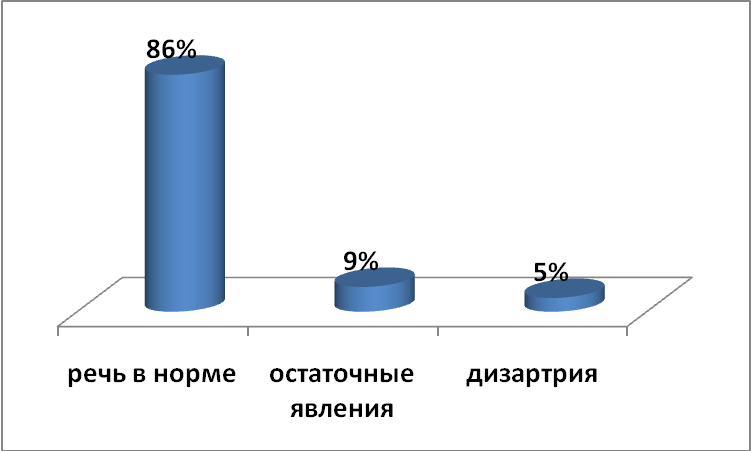 86%
9%
5%
речь в норме
остаточные
явления
дизартрия